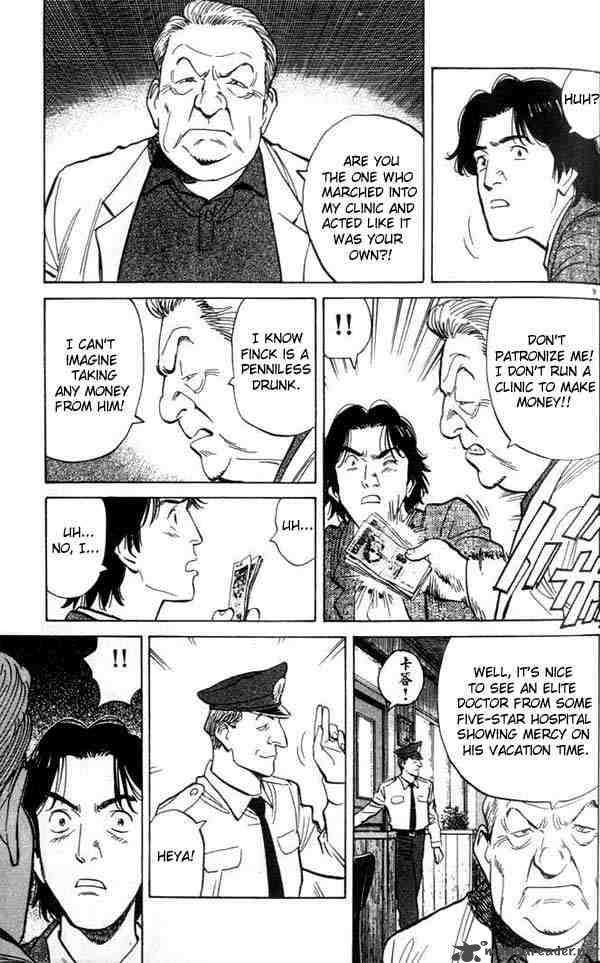 HUH?
ARE YOU
THE ONE WHO
MARCHED INTO
MY CLINIC AND
ACTED LIKE IT
WAS YOUR
OWN?!
DON'T
PATRONIZE ME!
I DON'T RUN A
CLINIC TO MAKE
MONEY!!
!!
I KNOW
FINCK IS A
PENNILESS
DRUNK.
I CAN'T
IMAGINE
TAKING
ANY MONEY
FROM HIM!
UH...
UH...
NO, I...
WELL, IT'S NICE
TO SEE AN ELITE
DOCTOR FROM SOME
FIVE-STAR HOSPITAL
SHOWING MERCY ON
HIS VACATION TIME.
卡答!
HEYA!
!!